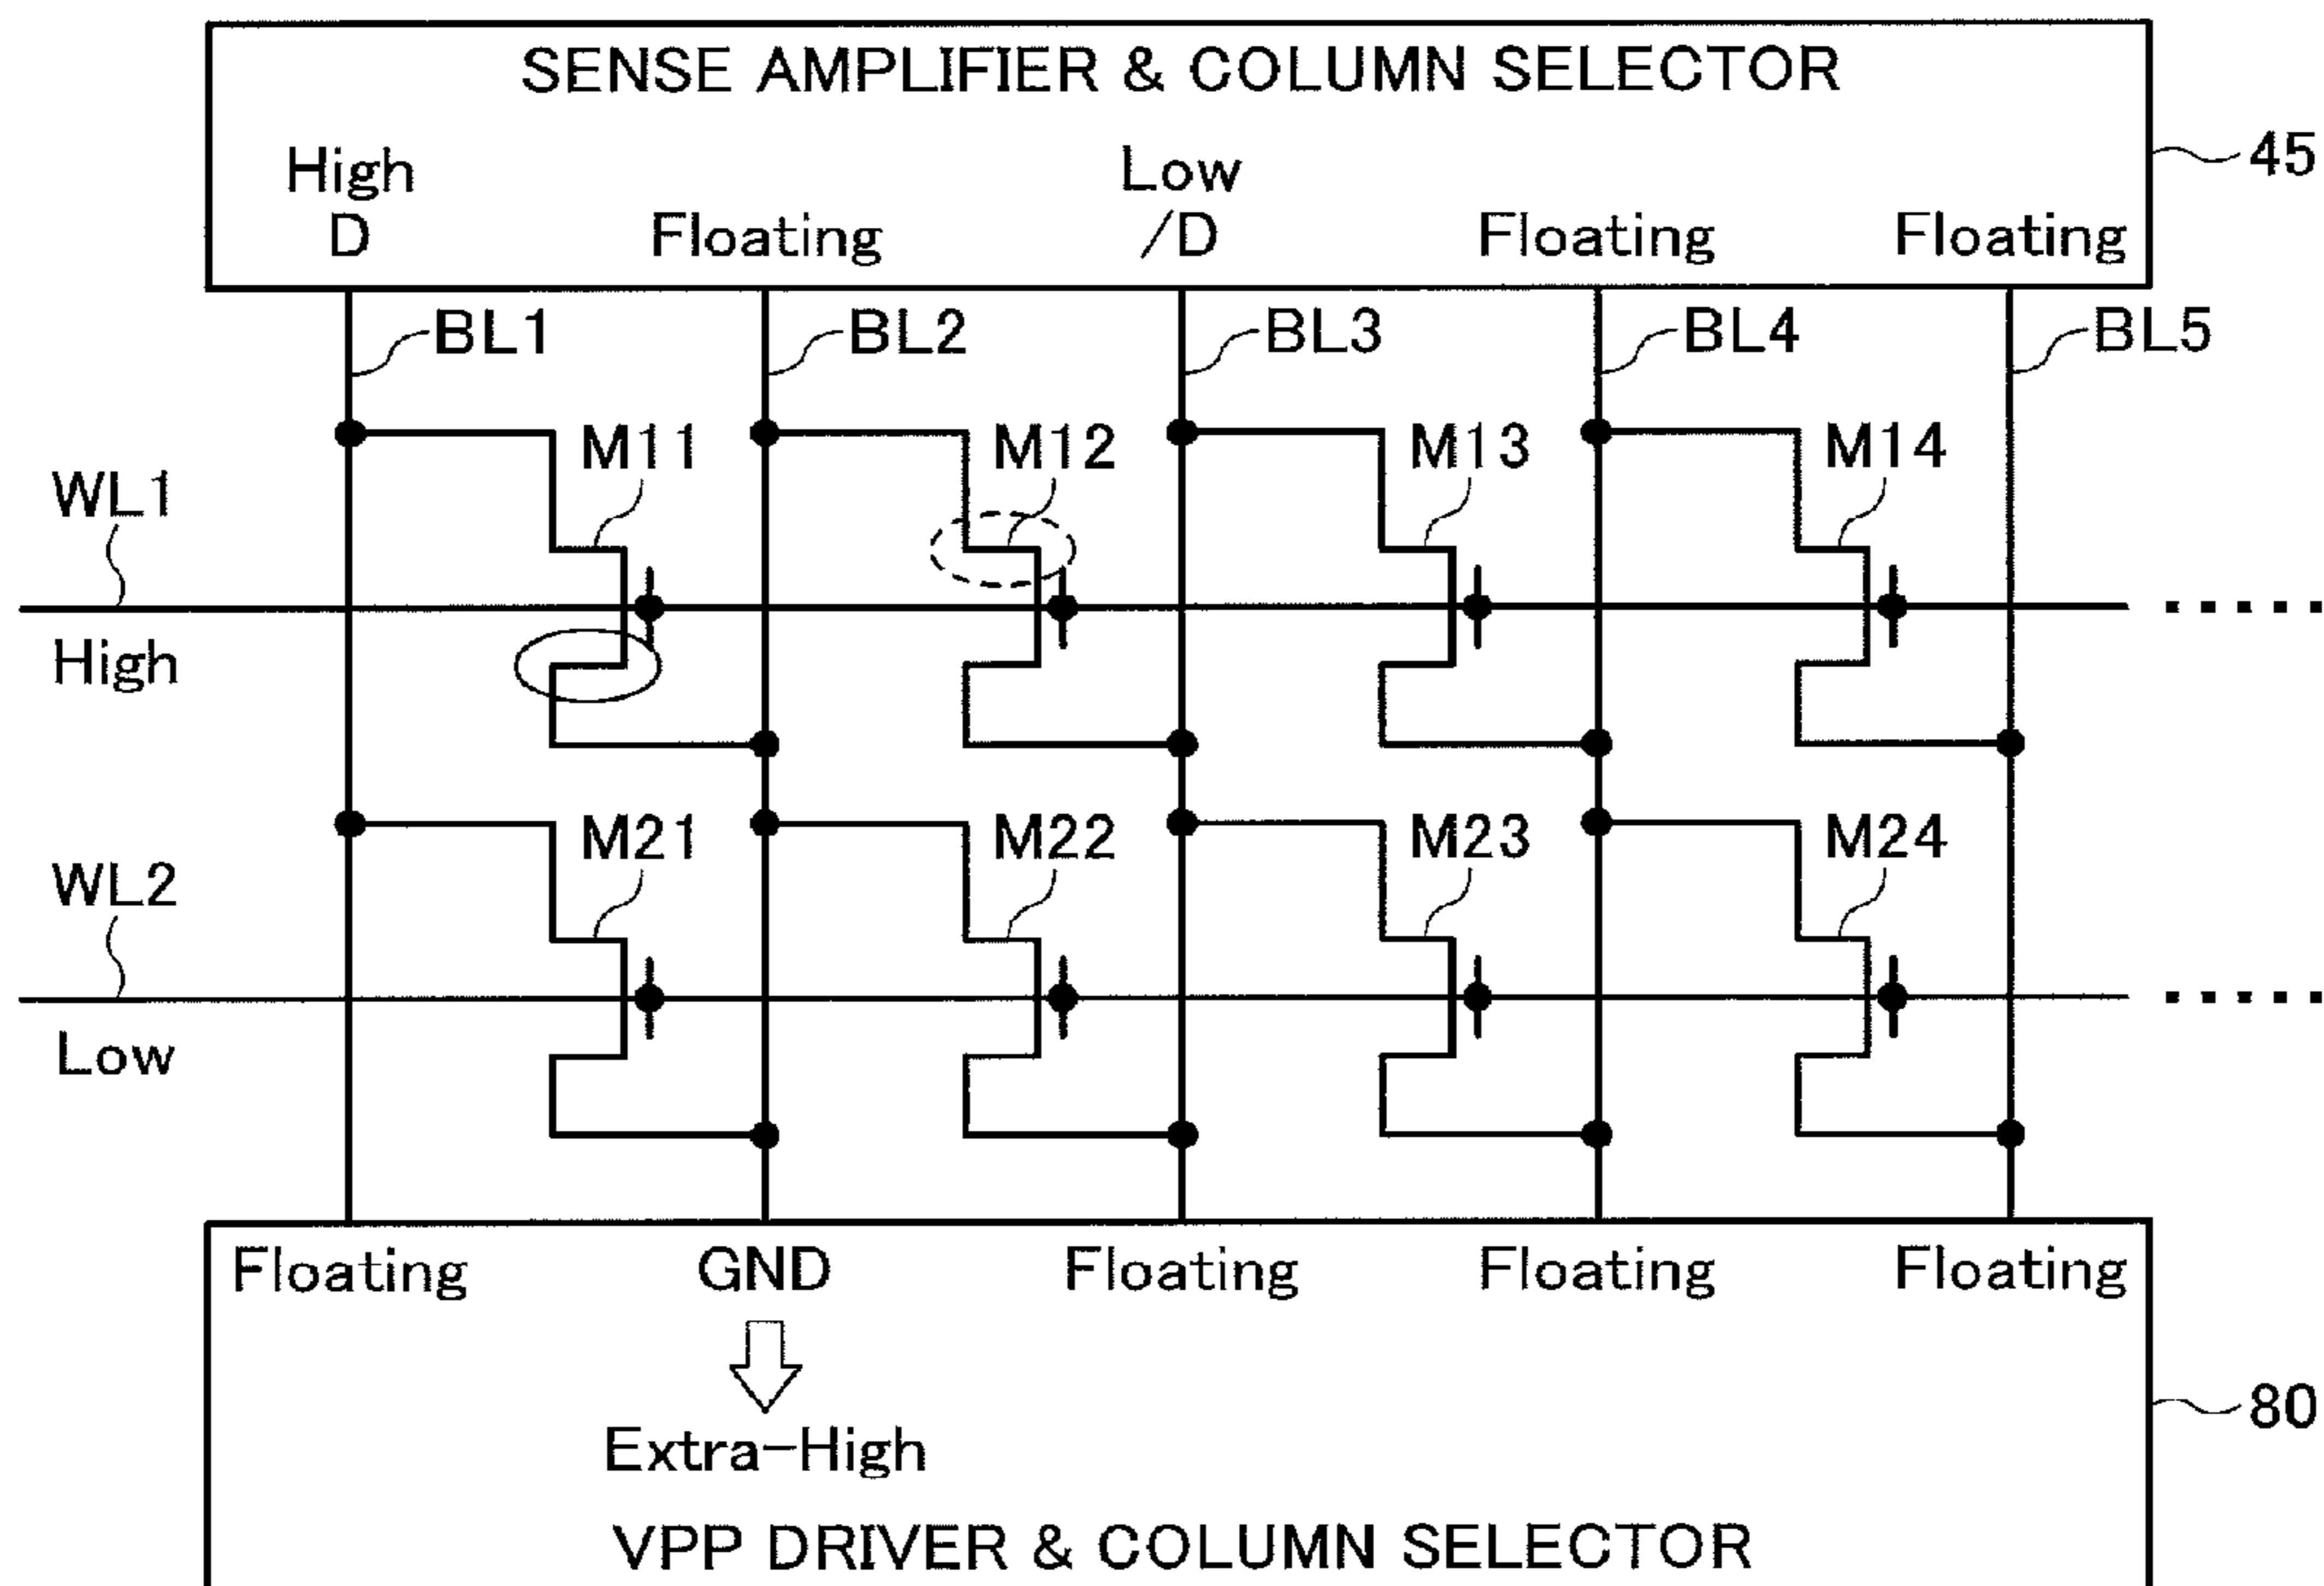 SENSE AMPLIFIER & COLUMN SELECTOR
45
High Low
D Floating /D Floating Floating
BL1 BL2 BL3 BL4 BL5
M11 M12 M13 M14
WL1
High
M21 M22 M23 M24
WL2
Low
Floating GND Floating Floating Floating
80
Extra-High
VPP DRIVER & COLUMN SELECTOR